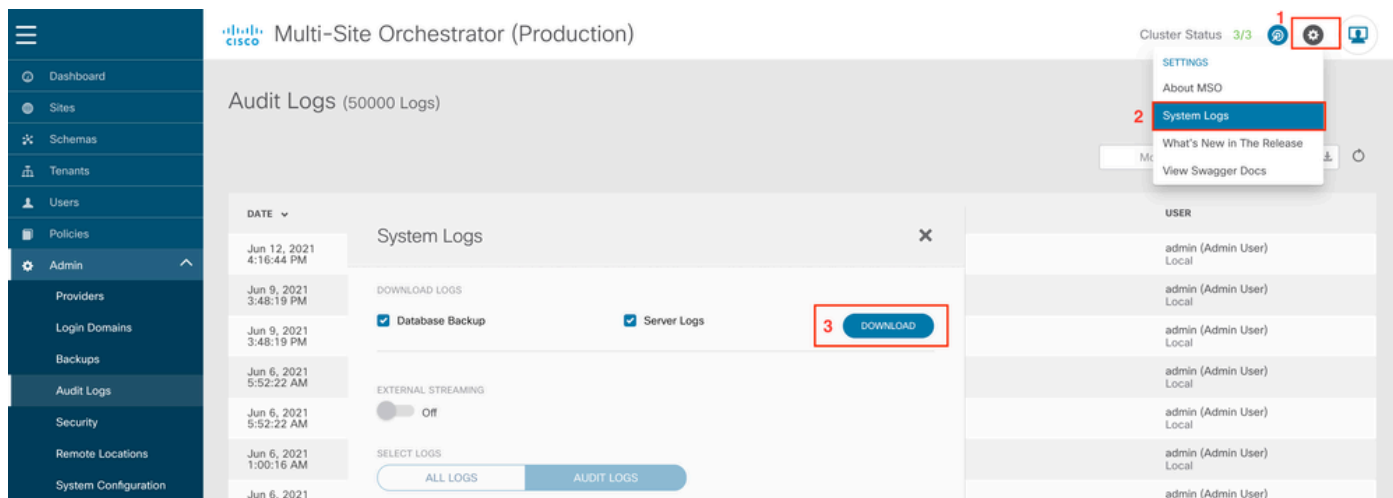 cisco Multi-Site Orchestrator (Production)
Cluster Status 3/3
1
SETTINGS
About MSO
2 System Logs
What's New in The Release
View Swagger Docs
Dashboard
Sites
Schemas
Tenants
Users
Policies
Admin
Providers
Login Domains
Backups
Audit Logs
Security
Remote Locations
System Configuration
Audit Logs (50000 Logs)
DATE
USER
Jun 12, 2021
4:16:44 PM
admin (Admin User)
Local
Jun 9, 2021
3:48:19 PM
admin (Admin User)
Local
Jun 9, 2021
3:48:19 PM
admin (Admin User)
Local
Jun 6, 2021
5:52:22 AM
admin (Admin User)
Local
Jun 6, 2021
5:52:22 AM
admin (Admin User)
Local
Jun 6, 2021
1:00:16 AM
admin (Admin User)
Local
Jun 6, 2021
admin (Admin User)
System Logs
DOWNLOAD LOGS
Database Backup
Server Logs
3 DOWNLOAD
EXTERNAL STREAMING
Off
SELECT LOGS
ALL LOGS
AUDIT LOGS